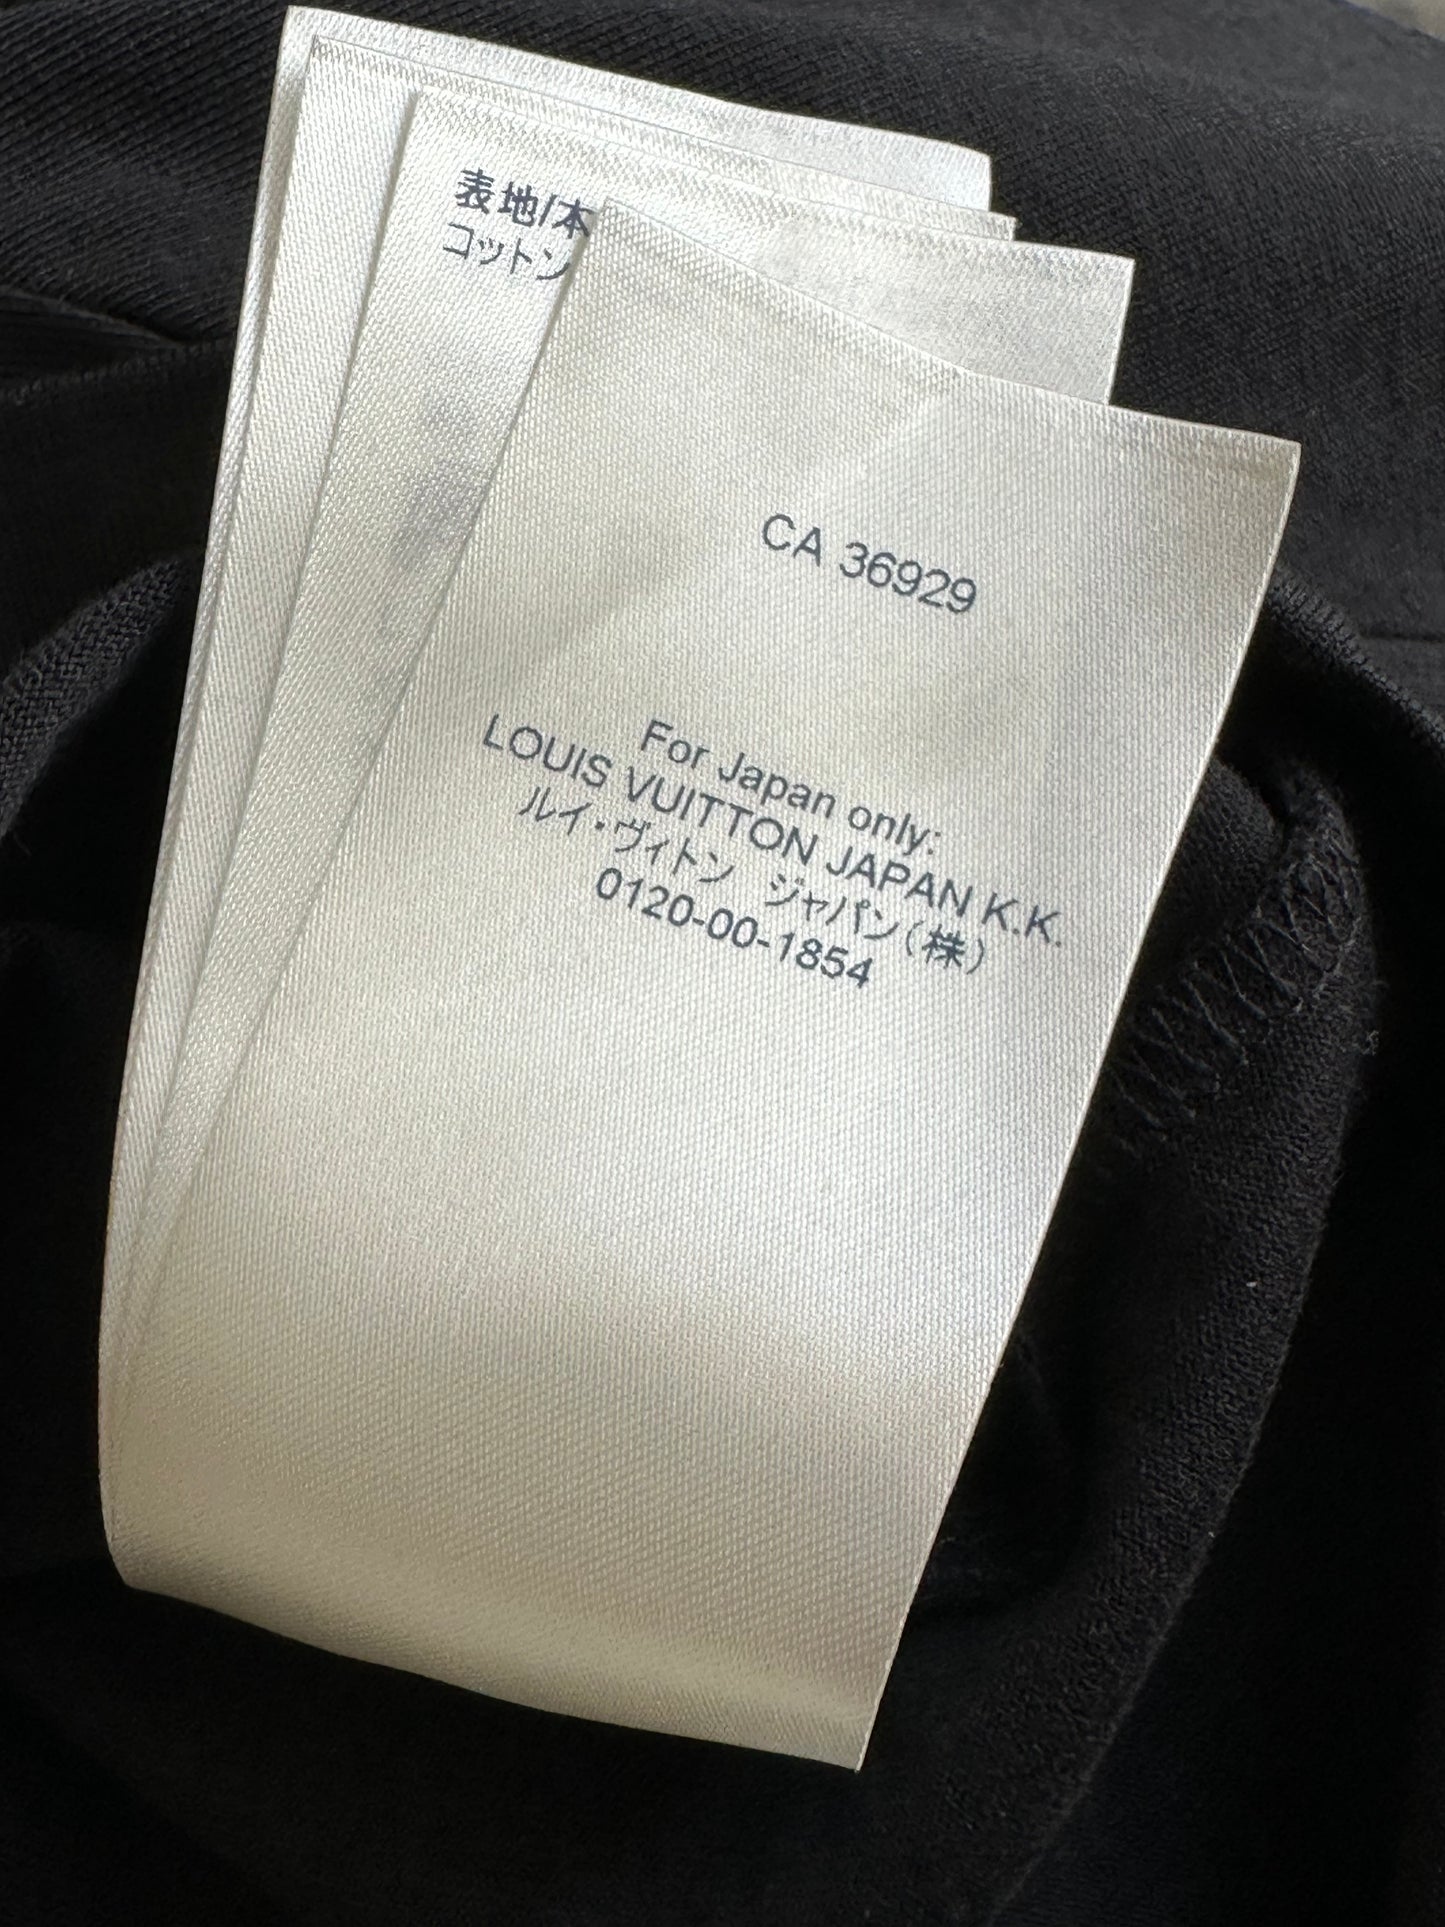 表地/本
コットン
CA 36929
For Japan only:
LOUIS VUITTON JAPAN K.K.
ルイ・ヴィトン ジャパン(株)
0120-00-1854